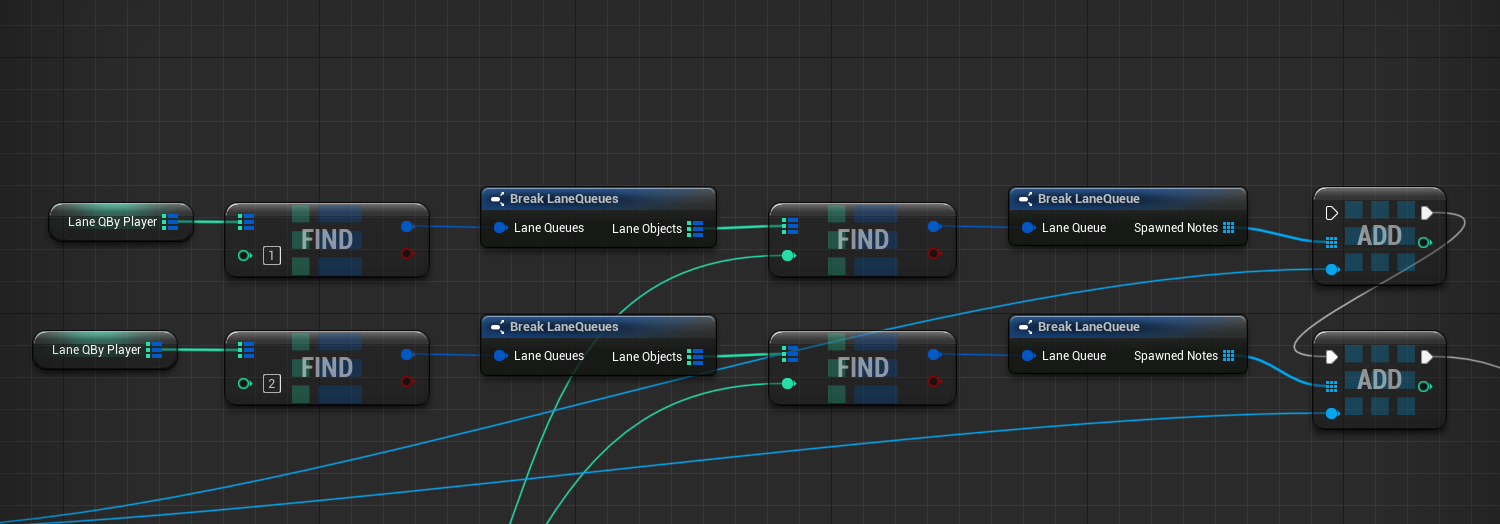 Break LaneQueues
Break LaneQueue
Lane QBy Player
FIND
Lane Queues
Lane Objects
FIND
Lane Queue
Spawned Notes
ADD
1
Break LaneQueues
Break LaneQueue
Lane QBy Player
FIND
Lane Queues
Lane Objects
FIND
Lane Queue
Spawned Notes
ADD
2